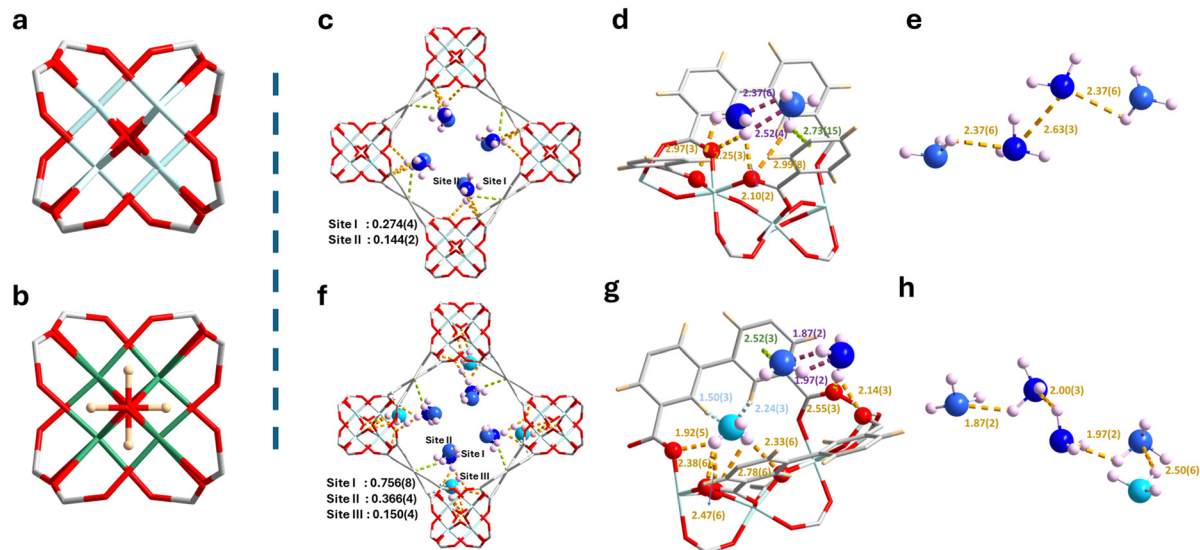 a
c
Site II
Site I
Site I : 0.274(4)
Site II : 0.144(2)
d
2.37(6)
2.52(4)
2.73(15)
2.97(3)
2.25(3)
2.99(8)
2.10(2)
e
2.37(6)
2.37(6)
2.63(3)
b
f
Site II
Site I
Site III
Site I : 0.756(8)
Site II : 0.366(4)
Site III : 0.150(4)
g
2.52(3)
1.87(2)
1.97(2)
2.14(3)
1.50(3)
2.24(3)
2.55(3)
1.92(5)
2.33(6)
2.38(6)
2.78(6)
2.47(6)
h
2.00(3)
1.87(2)
1.97(2)
2.50(6)